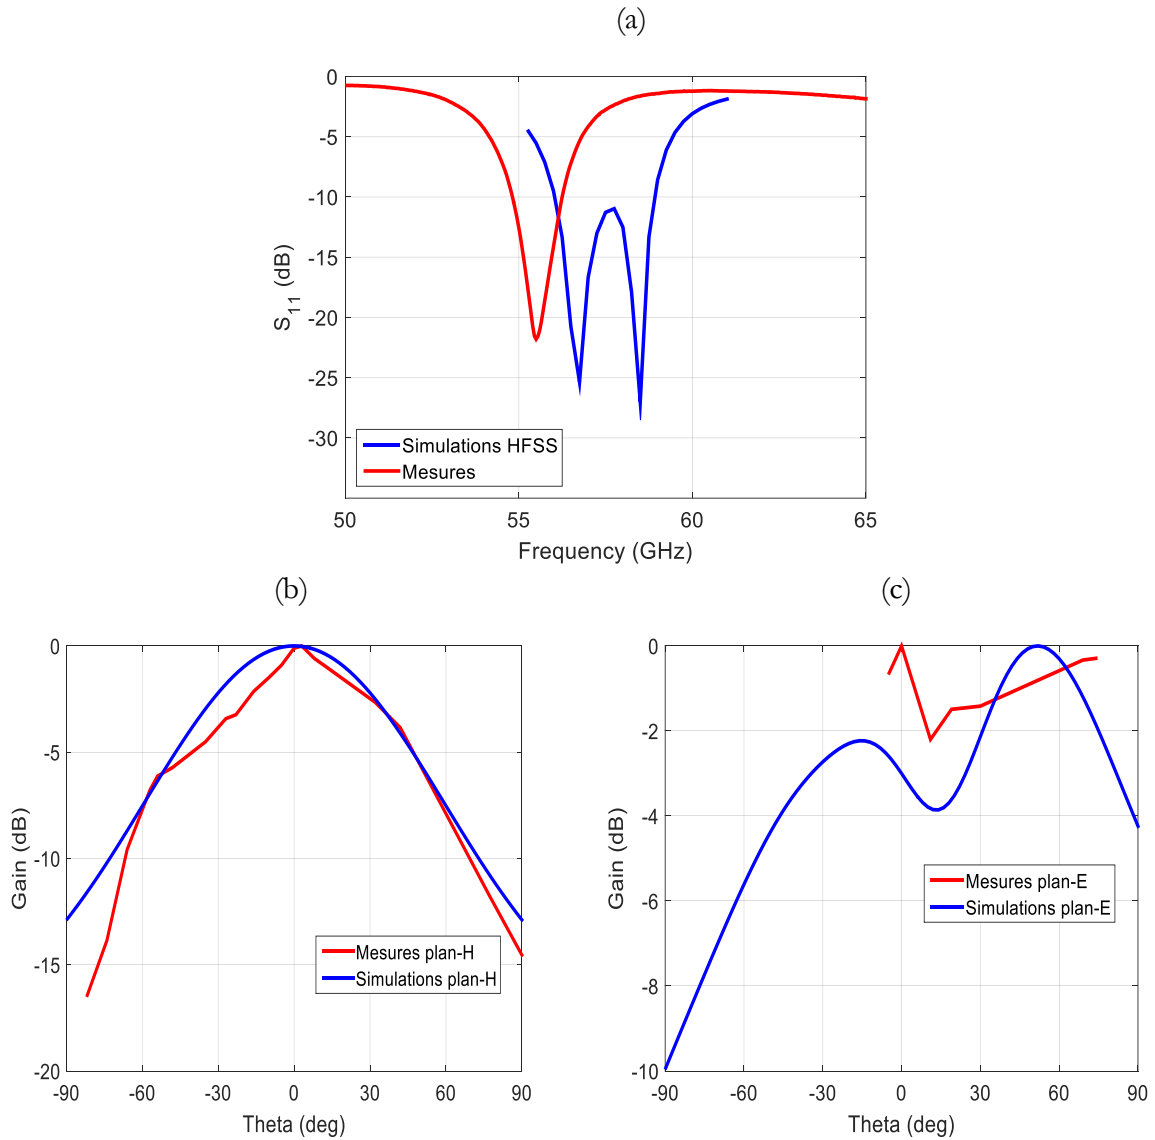 (a)
0
-5
-10
-15
-20
-25
-30
S11 (dB)
Simulations HFSS
Mesures
50 55 60 65
Frequency (GHz)
(b)
0
-5
-10
-15
-20
Gain (dB)
Mesures plan-H
Simulations plan-H
-90 -60 -30 0 30 60 90
Theta (deg)
(c)
0
-2
-4
-6
-8
-10
Gain (dB)
Mesures plan-E
Simulations plan-E
-90 -60 -30 0 30 60 90
Theta (deg)